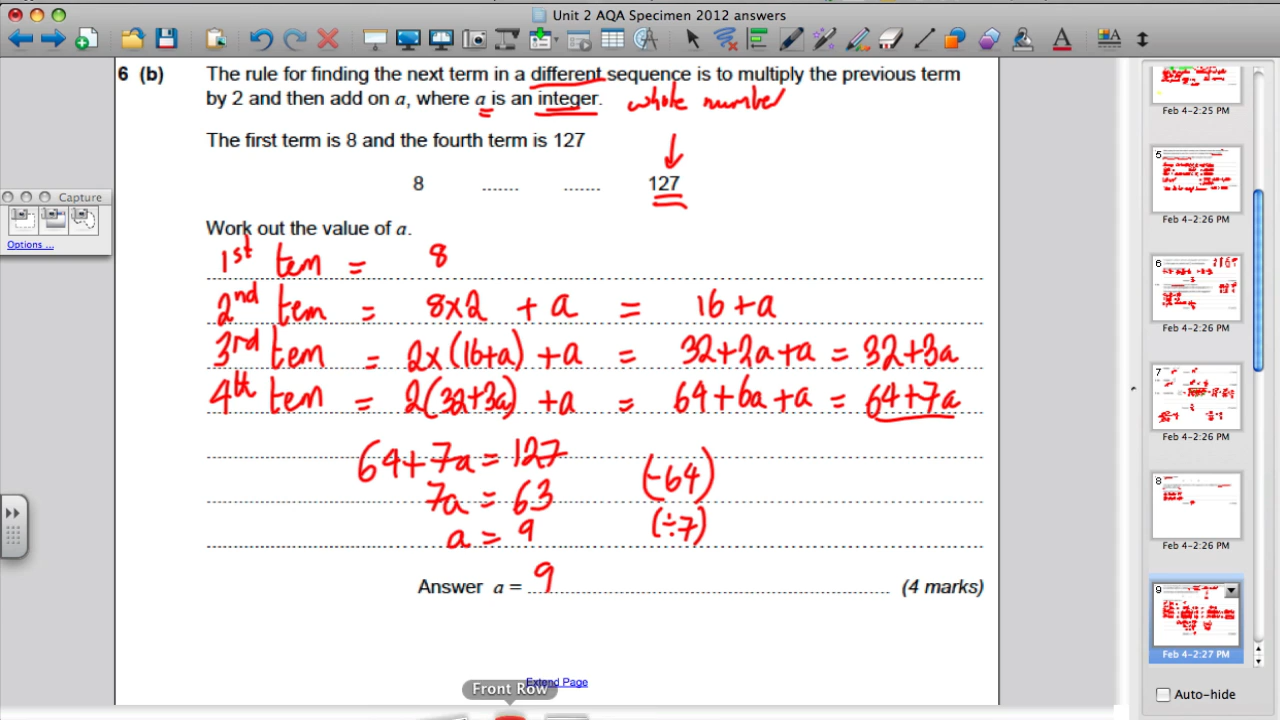 Unit 2 AQA Specimen 2012 answers
6 (b) The rule for finding the next term in a different sequence is to multiply the previous term
by 2 and then add on a, where a is an integer. whole number
The first term is 8 and the fourth term is 127
8 ....... ....... 127
Work out the value of a.
1st term = 8
2nd term = 8×2 + a = 16+a
3rd term = 2×(16+a) +a = 32+2a+a = 32+3a
4th term = 2(32+3a) +a = 64+6a+a = 64+7a
64+7a = 127
7a = 63 (-64)
a = 9 (÷7)
Answer a = 9 (4 marks)
Extend Page
Front Row
Capture
Options ...
Feb 4-2:25 PM
5
Feb 4-2:26 PM
6
Feb 4-2:26 PM
7
Feb 4-2:26 PM
8
Feb 4-2:26 PM
9
Feb 4-2:27 PM
Auto-hide